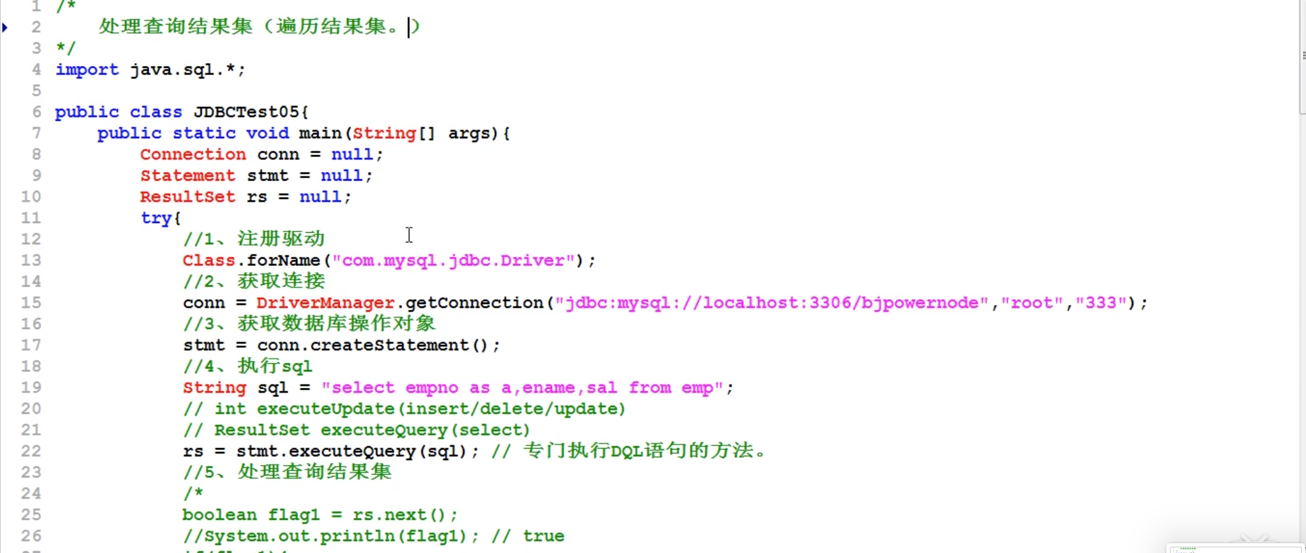 1 /*
2 处理查询结果集（遍历结果集。）
3 */
4 import java.sql.*;
5
6 public class JDBCTest05{
7 public static void main(String[] args){
8 Connection conn = null;
9 Statement stmt = null;
10 ResultSet rs = null;
11 try{
12 //1、注册驱动
13 Class.forName("com.mysql.jdbc.Driver");
14 //2、获取连接
15 conn = DriverManager.getConnection("jdbc:mysql://localhost:3306/bjpowernode","root","333");
16 //3、获取数据库操作对象
17 stmt = conn.createStatement();
18 //4、执行sql
19 String sql = "select empno as a,ename,sal from emp";
20 // int executeUpdate(insert/delete/update)
21 // ResultSet executeQuery(select)
22 rs = stmt.executeQuery(sql); // 专门执行DQL语句的方法。
23 //5、处理查询结果集
24 /*
25 boolean flag1 = rs.next();
26 //System.out.println(flag1); // true